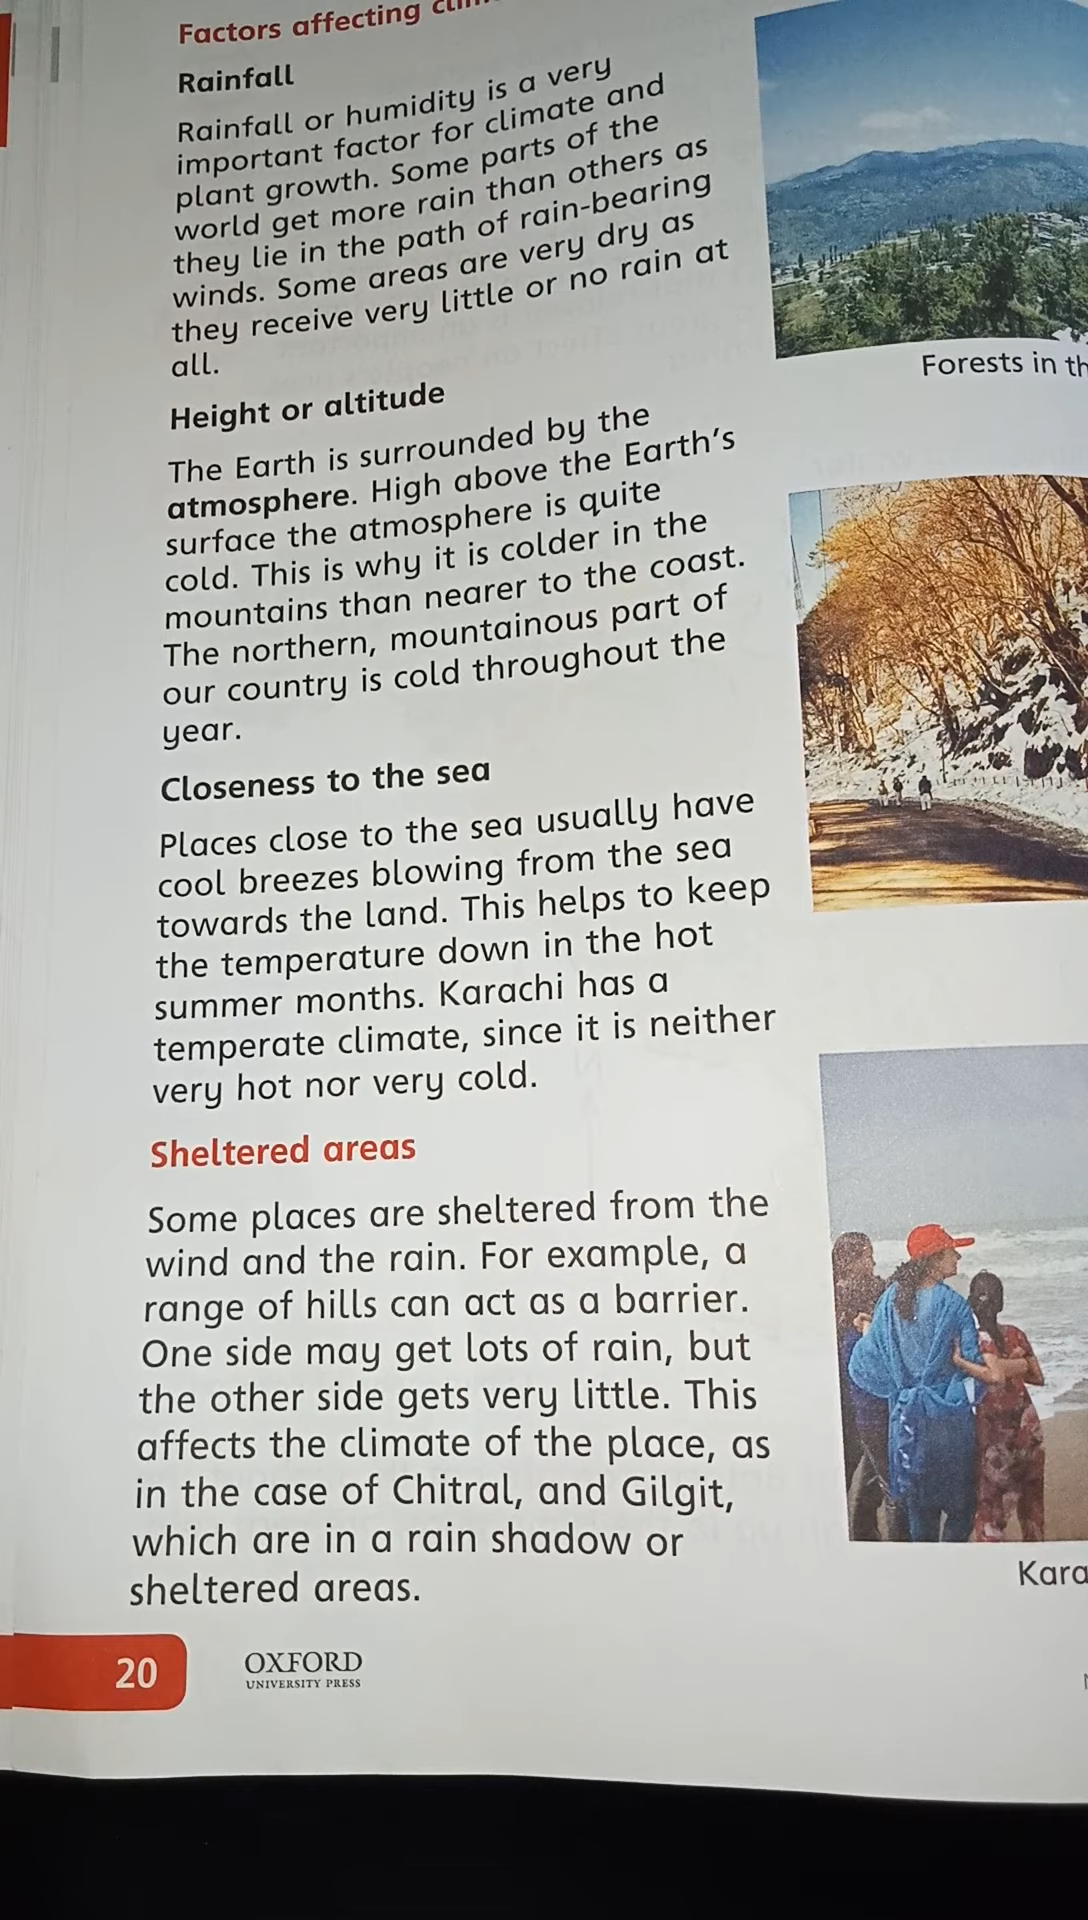 Factors affecting
Rainfall
Rainfall or humidity is a very
important factor for climate and
plant growth. Some parts of the
world get more rain than others as
they lie in the path of rain-bearing
winds. Some areas are very dry as
they receive very little or no rain at
all.
Height or altitude
The Earth is surrounded by the
atmosphere. High above the Earth's
surface the atmosphere is quite
cold. This is why it is colder in the
mountains than nearer to the coast.
The northern, mountainous part of
our country is cold throughout the
year.
Closeness to the sea
Places close to the sea usually have
cool breezes blowing from the sea
towards the land. This helps to keep
the temperature down in the hot
summer months. Karachi has a
temperate climate, since it is neither
very hot nor very cold.
Sheltered areas
Some places are sheltered from the
wind and the rain. For example, a
range of hills can act as a barrier.
One side may get lots of rain, but
the other side gets very little. This
affects the climate of the place, as
in the case of Chitral, and Gilgit,
which are in a rain shadow or
sheltered areas.
Forests in th
Kara
20
OXFORD
UNIVERSITY PRESS